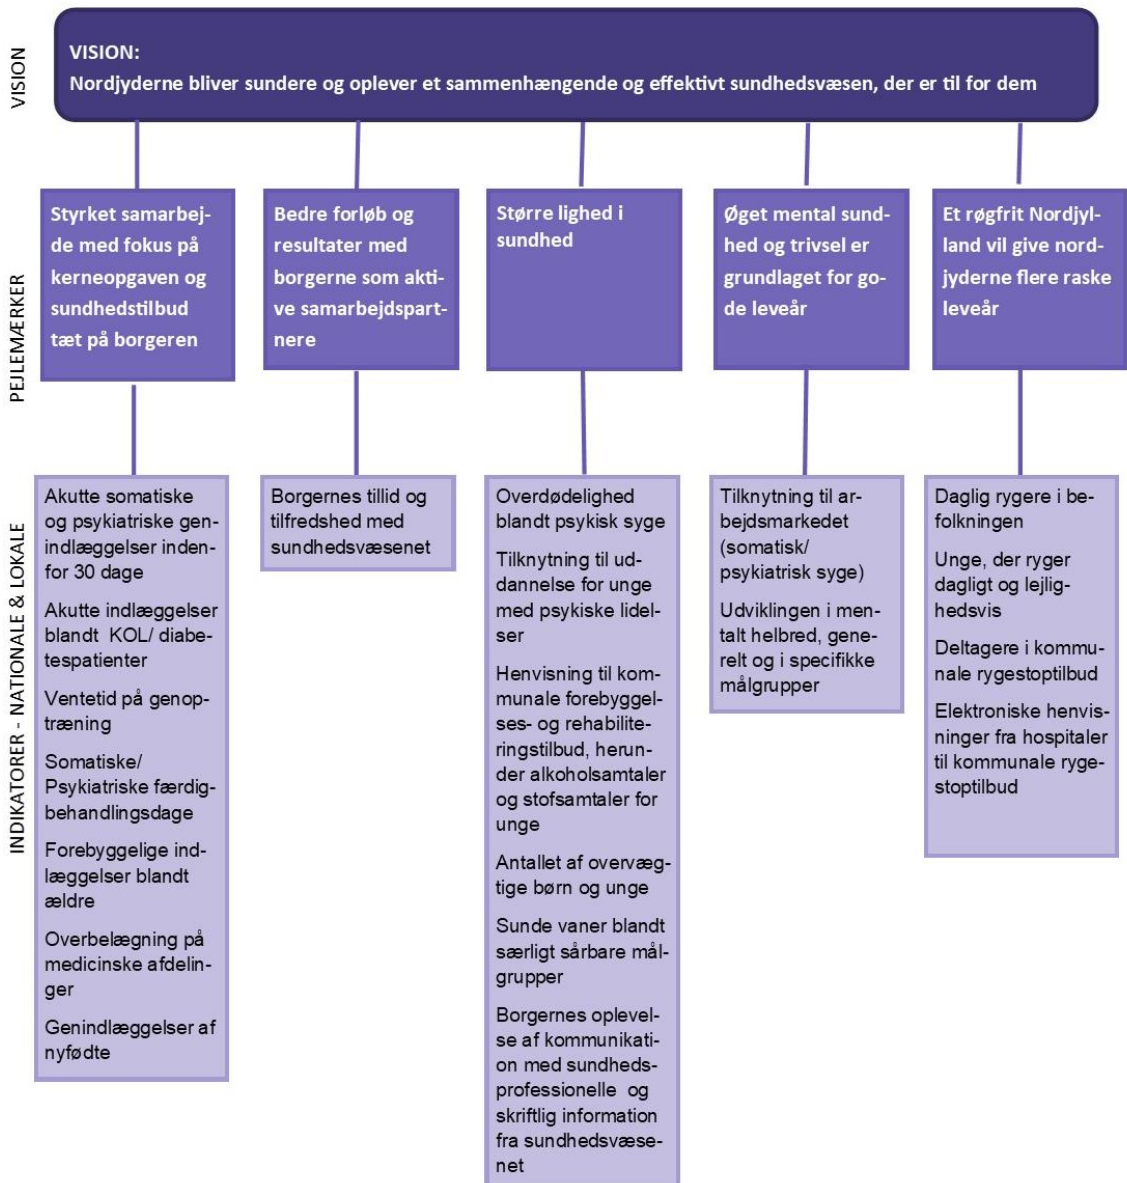 VISION
VISION:
Nordjyderne bliver sundere og oplever et sammenhængende og effektivt sundhedsvæsen, der er til for dem
PEJLEMÆRKER
Styrket samarbej-
de med fokus på
kerneopgaven og
sundhedstilbud
tæt på borgeren
Bedre forløb og
resultater med
borgerne som akti-
ve samarbejdspart-
nere
Større lighed i
sundhed
Øget mental sund-
hed og trivsel er
grundlaget for go-
de leveår
Et røgfrit Nordjyl-
land vil give nord-
jyderne flere raske
leveår
INDIKATORER - NATIONALE & LOKALE
Akutte somatiske
og psykiatriske gen-
indlæggelser inden-
for 30 dage
Akutte indlæggelser
blandt KOL/ diabe-
tespatienter
Ventetid på genop-
træning
Somatiske/
Psykiatriske færdig-
behandlingsdage
Forebyggelige ind-
læggelser blandt
ældre
Overbelægning på
medicinske afdelin-
ger
Genindlæggelser af
nyfødte
Borgernes tillid og
tilfredshed med
sundhedsvæsenet
Overdødelighed
blandt psykisk syge
Tilknytning til ud-
dannelse for unge
med psykiske lidel-
ser
Henvisning til kom-
munale forebyggel-
ses- og rehabilite-
ringstilbud, herun-
der alkoholsamtaler
og stofsamtaler for
unge
Antallet af overvæg-
tige børn og unge
Sunde vaner blandt
særligt sårbare mål-
grupper
Borgernes oplevel-
se af kommunikati-
on med sundheds-
professionelle og
skriftlig information
fra sundhedsvæse-
net
Tilknytning til ar-
bejdsmarkedet
(somatisk/
psykiatrisk syge)
Udviklingen i men-
talt helbred, gene-
relt og i specifikke
målgrupper
Daglig rygere i be-
folkningen
Unge, der ryger
dagligt og lejlig-
hedsvis
Deltagere i kommu-
nale rygestoptilbud
Elektroniske henvis-
ninger fra hospitaler
til kommunale ryge-
stoptilbud